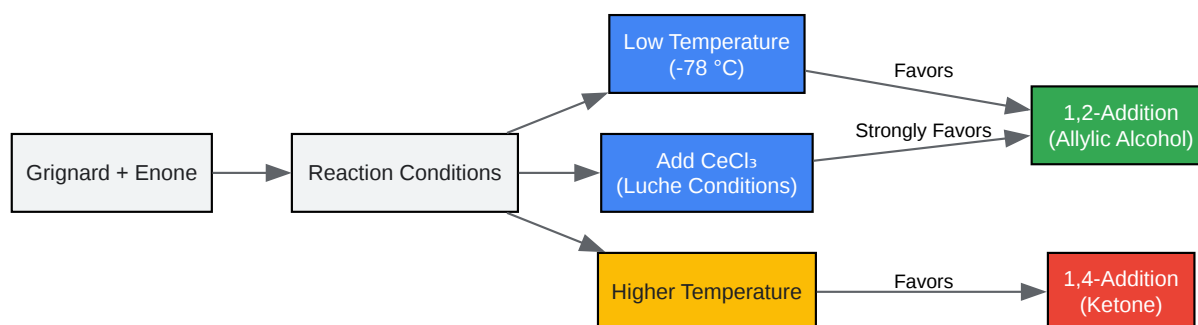 Grignard + Enone
Reaction Conditions
Low Temperature
(-78 °C)
Add CeCl₃
(Luche Conditions)
Higher Temperature
Favors
Strongly Favors
Favors
1,2-Addition
(Allylic Alcohol)
1,4-Addition
(Ketone)